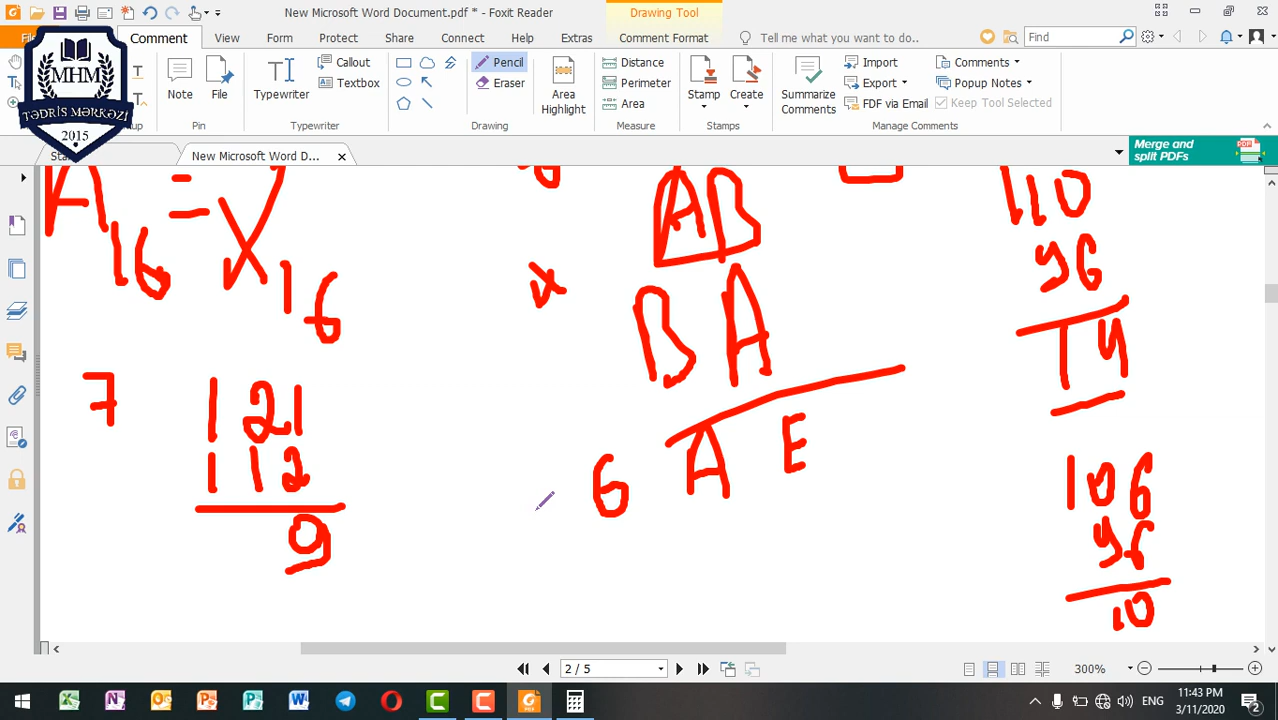 New Microsoft Word Document.pdf * - Foxit Reader
Drawing Tool
Comment
View
Form
Protect
Share
Connect
Help
Extras
Comment Format
Tell me what you want to do...
Find
Note
File
Pin
Typewriter
Callout
Textbox
Typewriter
Pencil
Eraser
Drawing
Area Highlight
Distance
Perimeter
Area
Measure
Stamp
Create
Stamps
Summarize Comments
Import
Export
FDF via Email
Comments
Popup Notes
Keep Tool Selected
Manage Comments
MHM
TƏDRİS MƏRKƏZİ
2015
New Microsoft Word D...
Merge and split PDFs
A16 = X16
7
121
112
9
AB
BA
6 A E
110
96
14
106
96
10
2 / 5
300%
ENG
11:43 PM
3/11/2020
2